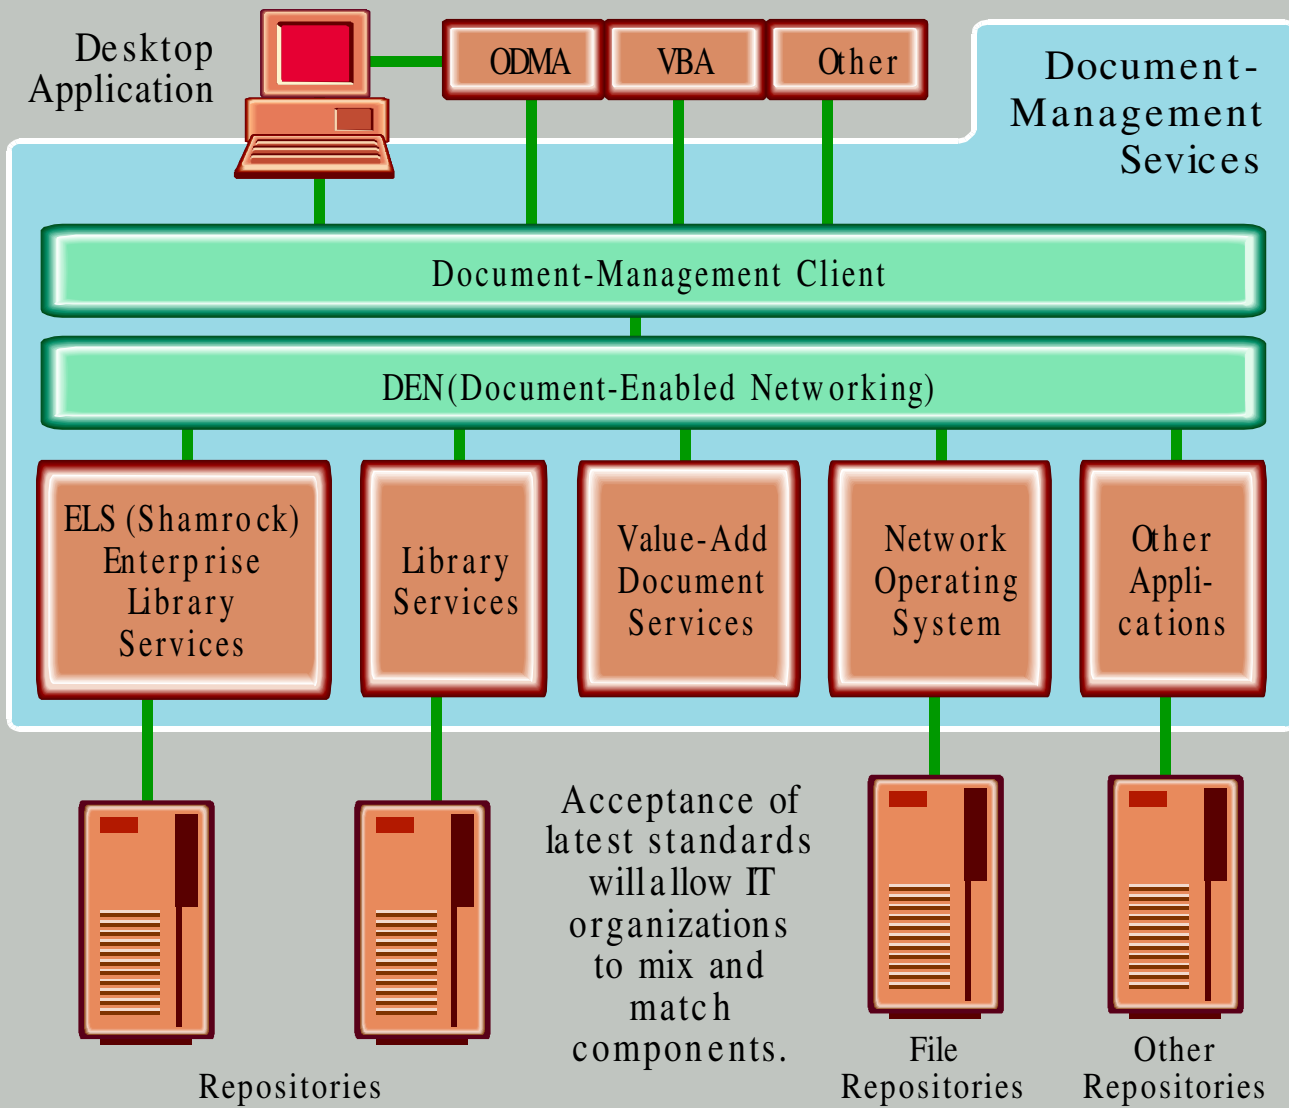 Desktop
Application
ODMA
VBA
Other
Document-
Management
Sevices
Document-Management Client
DEN(Document-Enabled Networking)
ELS (Shamrock)
Enterprise
Library
Services
Library
Services
Value-Add
Document
Services
Network
Operating
System
Other
Appli-
cations
Acceptance of
latest standards
will allow IT
organizations
to mix and
match
components.
Repositories
File
Repositories
Other
Repositories